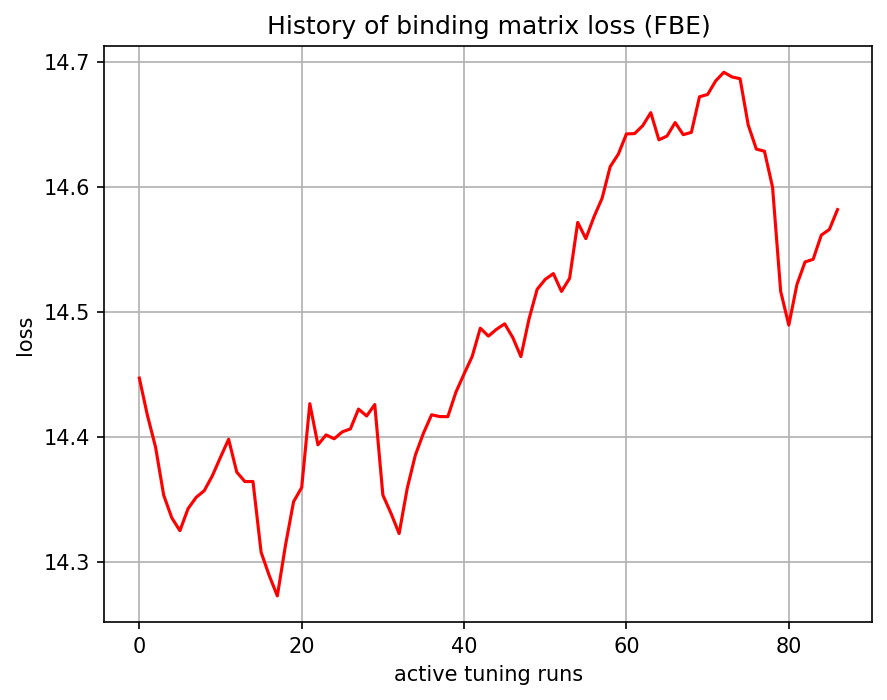 History of binding matrix loss (FBE)
14.7
14.6
14.5
14.4
14.3
loss
0 20 40 60 80
active tuning runs